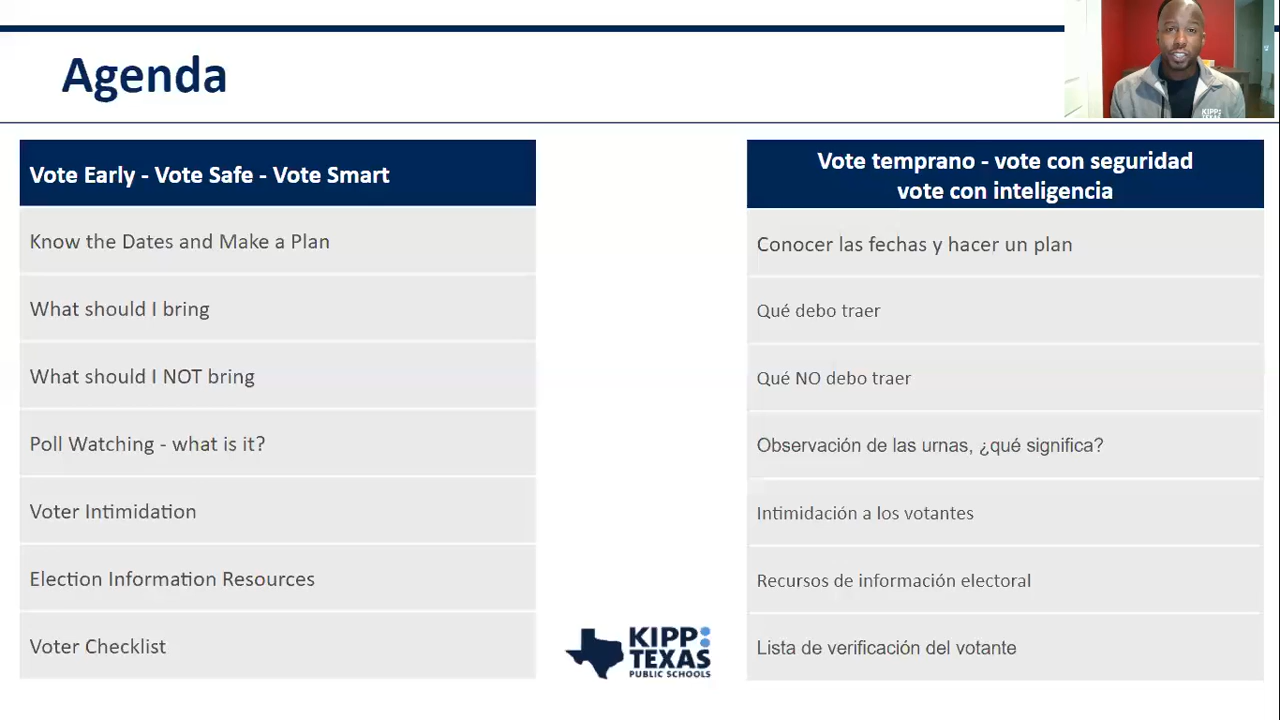 Agenda
Vote Early - Vote Safe - Vote Smart
Know the Dates and Make a Plan
What should I bring
What should I NOT bring
Poll Watching - what is it?
Voter Intimidation
Election Information Resources
Voter Checklist
Vote temprano - vote con seguridad
vote con inteligencia
Conocer las fechas y hacer un plan
Qué debo traer
Qué NO debo traer
Observación de las urnas, ¿qué significa?
Intimidación a los votantes
Recursos de información electoral
Lista de verificación del votante
KIPP:
TEXAS
PUBLIC SCHOOLS
KIPP:
TEXAS